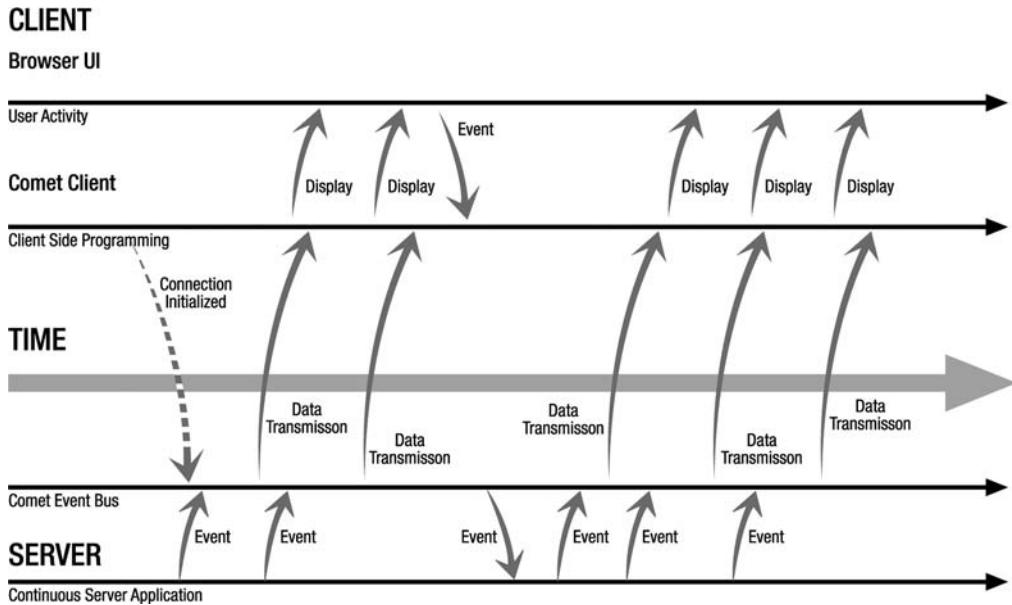 CLIENT
Browser UI
User Activity
Event
Comet Client
Display
Display
Display
Display
Display
Client Side Programming
Connection
Initialized
TIME
Data
Transmisson
Data
Transmisson
Data
Transmisson
Data
Transmisson
Data
Transmisson
Comet Event Bus
Event
Event
Event
Event
Event
Event
SERVER
Continuous Server Application